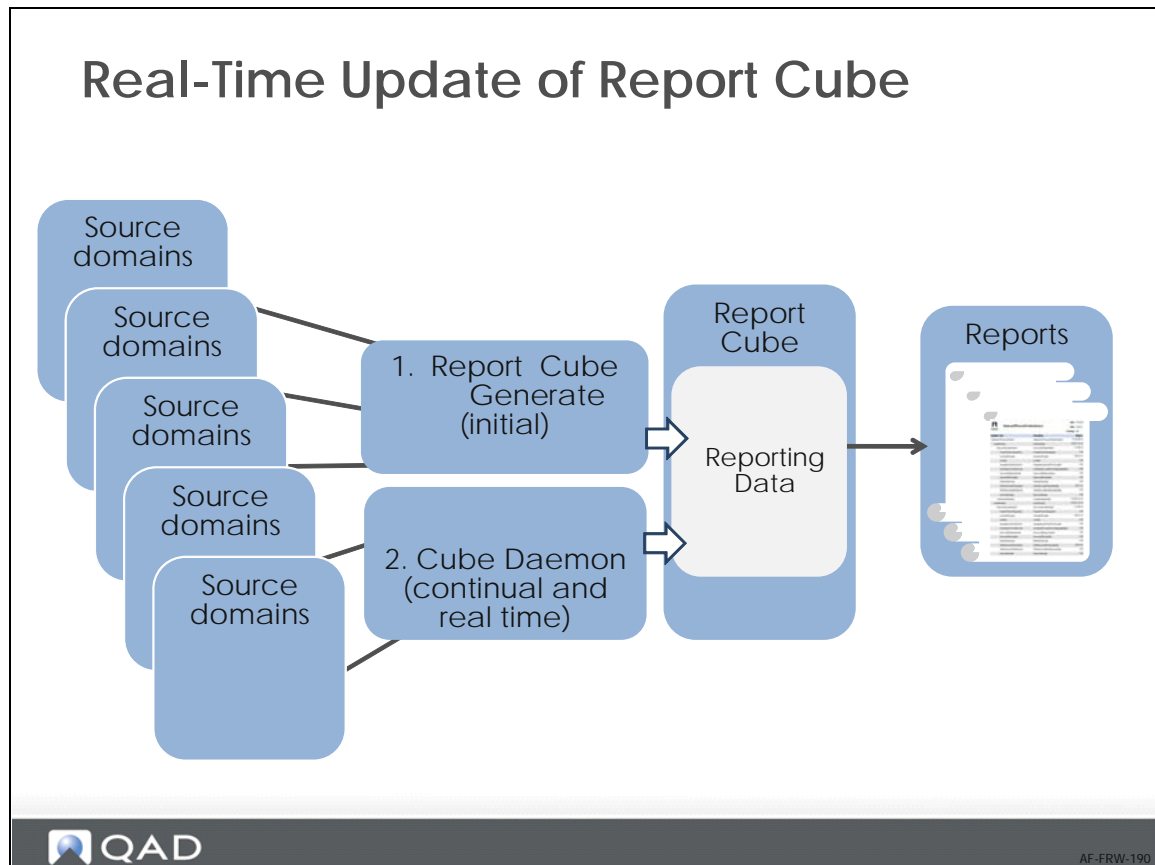 Real-Time Update of Report Cube
Source
domains
Source
domains
Source
domains
Source
domains
Source
domains
1. Report Cube
Generate
(initial)
2. Cube Daemon
(continual and
real time)
Report
Cube
Reporting
Data
Reports
QAD
AF-FRW-190